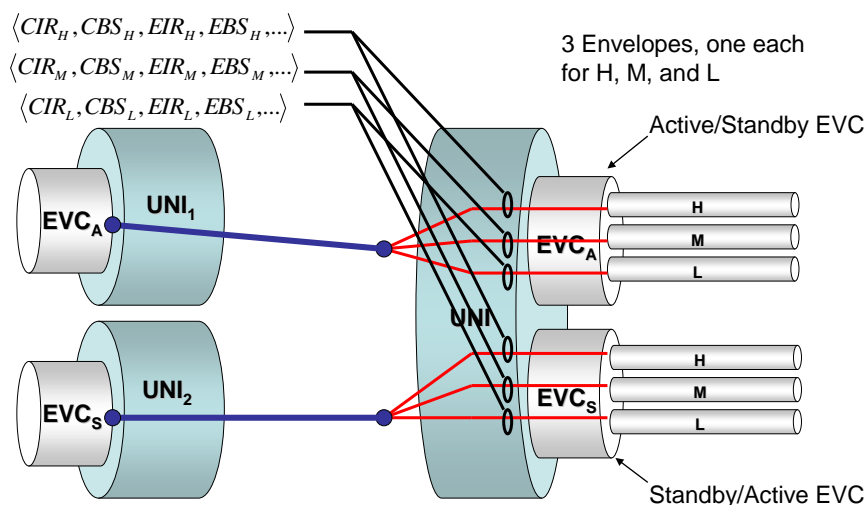 ⟨CIR_H, CBS_H, EIR_H, EBS_H,...⟩
⟨CIR_M, CBS_M, EIR_M, EBS_M,...⟩
⟨CIR_L, CBS_L, EIR_L, EBS_L,...⟩
3 Envelopes, one each
for H, M, and L
Active/Standby EVC
EVC_A
UNI_1
UNI
EVC_A
H
M
L
EVC_S
UNI_2
EVC_S
H
M
L
Standby/Active EVC